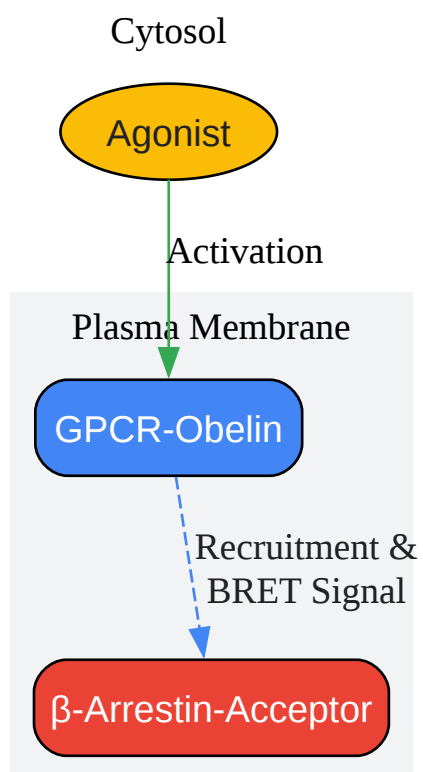 Cytosol
Agonist
Activation
Plasma Membrane
GPCR-Obelin
Recruitment &
BRET Signal
β-Arrestin-Acceptor